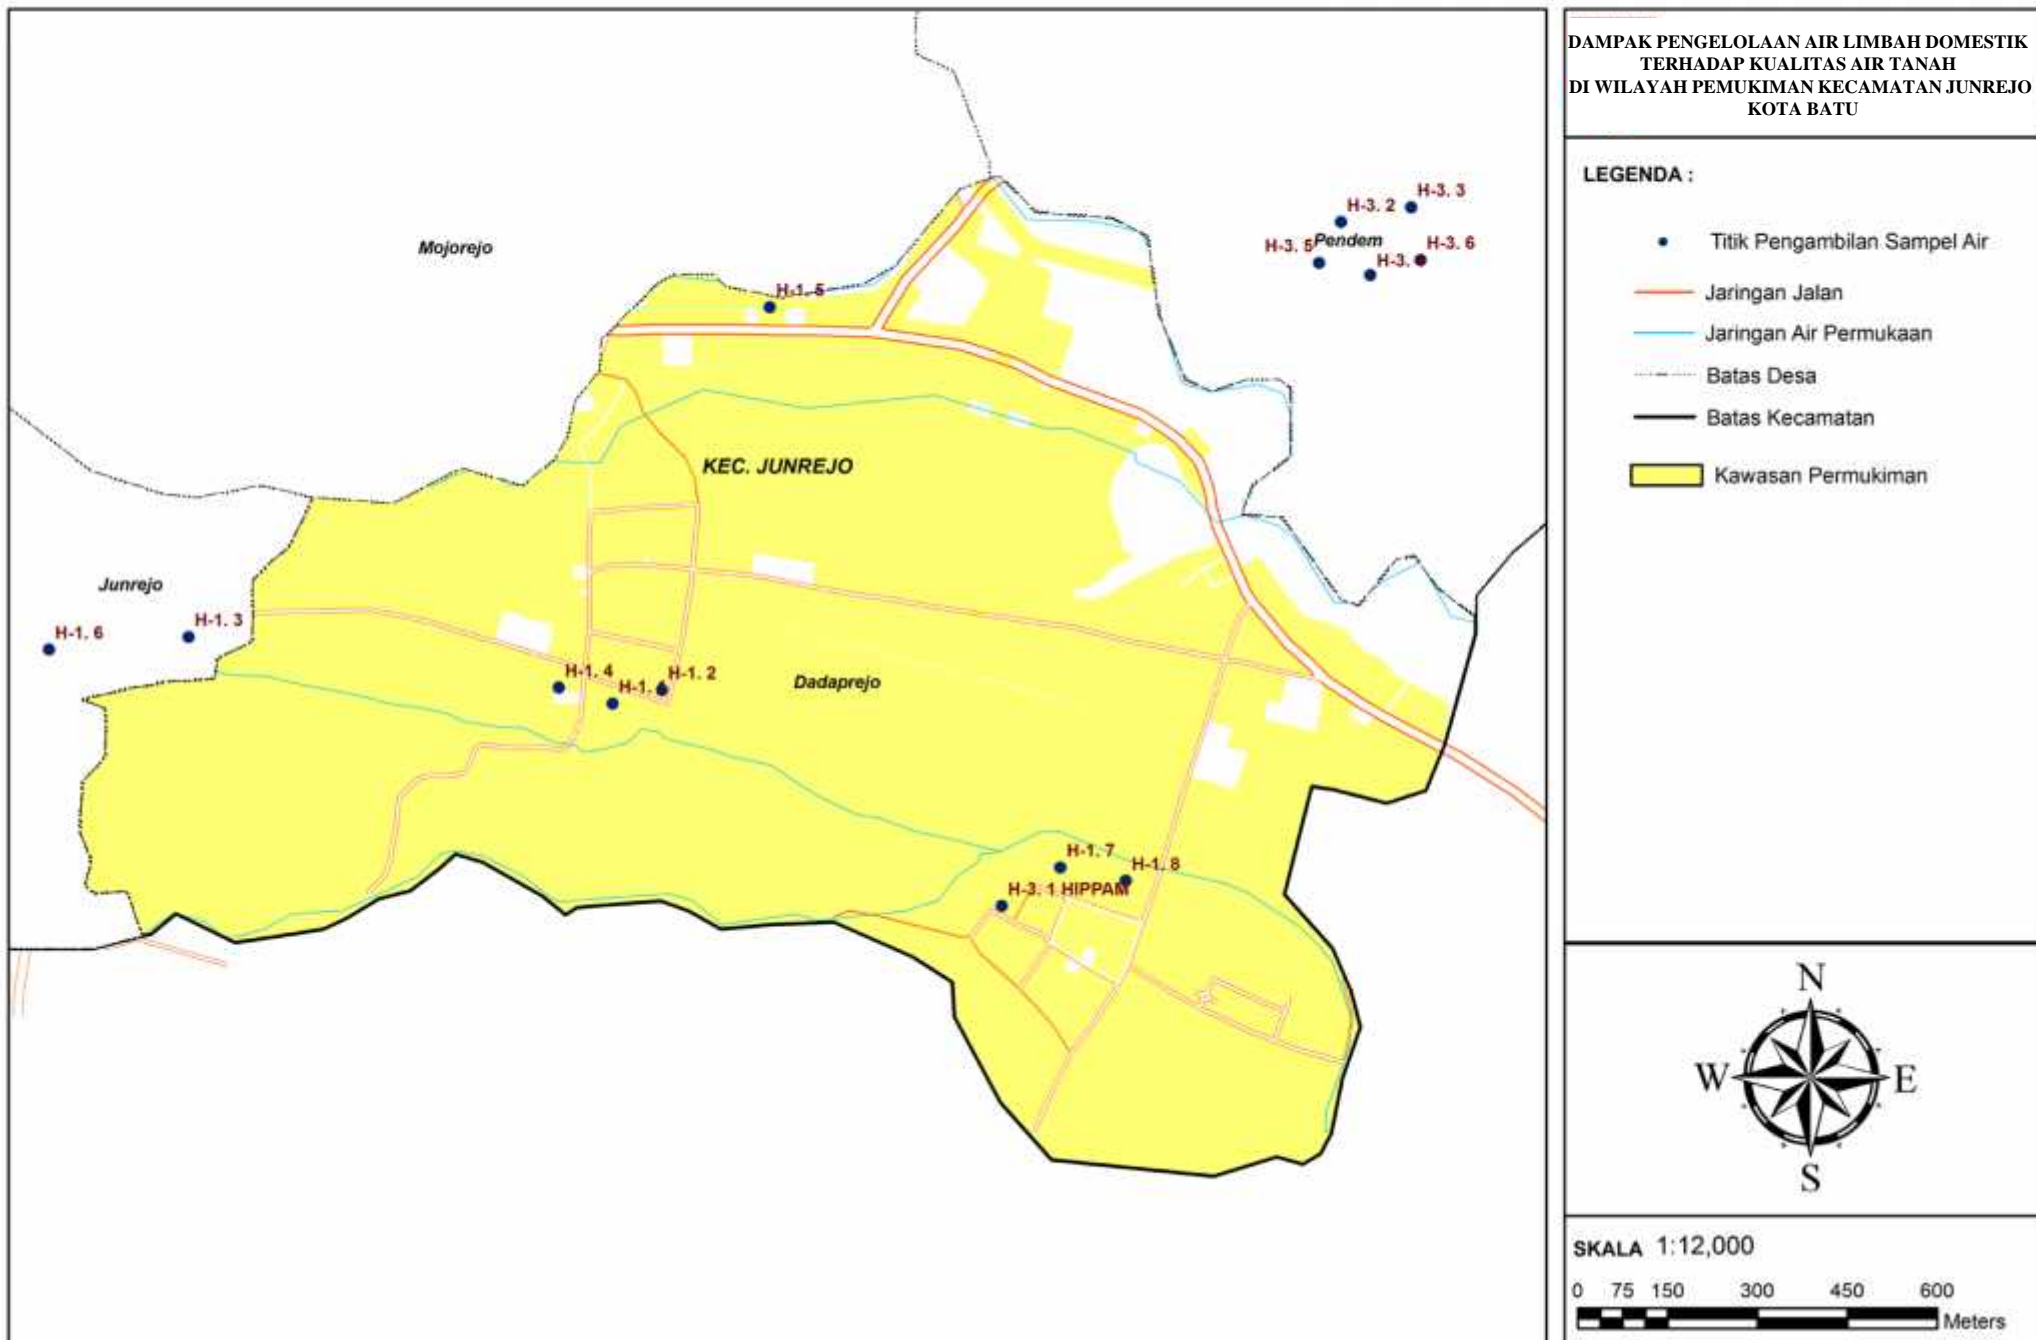 DAMPAK PENGELOLAAN AIR LIMBAH DOMESTIK
TERHADAP KUALITAS AIR TANAH
DI WILAYAH PEMUKIMAN KECAMATAN JUNREJO
KOTA BATU
LEGENDA :
Titik Pengambilan Sampel Air
Jaringan Jalan
Jaringan Air Permukaan
Batas Desa
Batas Kecamatan
Kawasan Permukiman
N
W E
S
SKALA 1:12,000
0 75 150 300 450 600
Meters
H-3. 3
H-3. 2
Pendem
H-3. 5
H-3. 6
H-3.
Mojorejo
H-1. 5
KEC. JUNREJO
Junrejo
H-1. 3
H-1. 6
H-1. 4
H-1. 2
H-1.
Dadaprejo
H-1. 7
H-1. 8
H-3. 1 HIPPAM